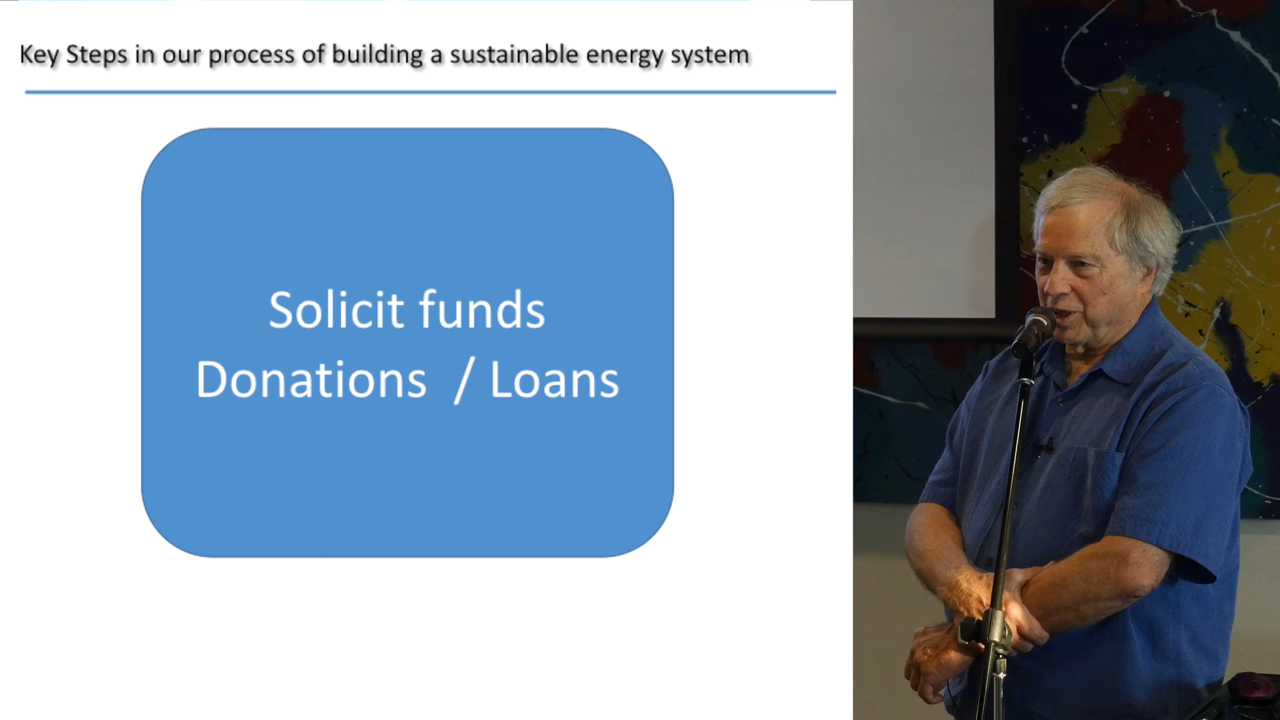 Key Steps in our process of building a sustainable energy system
Solicit funds
Donations / Loans